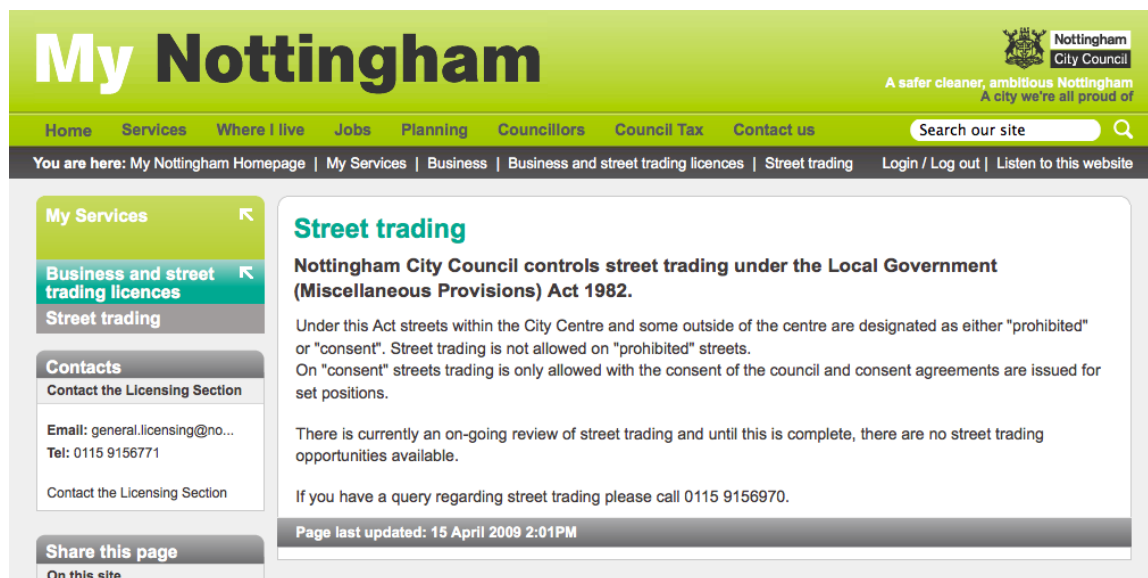 My Nottingham
Nottingham
City Council
A safer cleaner, ambitious Nottingham
A city we're all proud of
Home Services Where I live Jobs Planning Councillors Council Tax Contact us Search our site
You are here: My Nottingham Homepage | My Services | Business | Business and street trading licences | Street trading Login / Log out | Listen to this website
My Services
Business and street
trading licences
Street trading
Contacts
Contact the Licensing Section
Email: general.licensing@no...
Tel: 0115 9156771
Contact the Licensing Section
Share this page
On this site
Street trading
Nottingham City Council controls street trading under the Local Government
(Miscellaneous Provisions) Act 1982.
Under this Act streets within the City Centre and some outside of the centre are designated as either "prohibited"
or "consent". Street trading is not allowed on "prohibited" streets.
On "consent" streets trading is only allowed with the consent of the council and consent agreements are issued for
set positions.
There is currently an on-going review of street trading and until this is complete, there are no street trading
opportunities available.
If you have a query regarding street trading please call 0115 9156970.
Page last updated: 15 April 2009 2:01PM